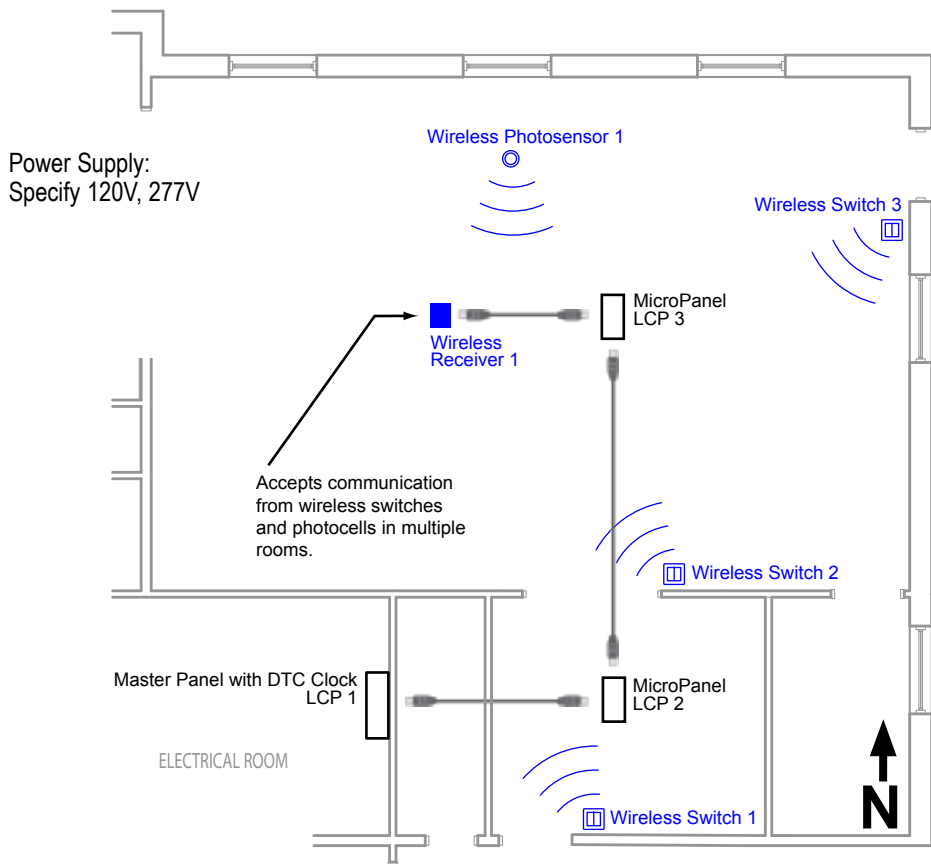 Wireless Photosensor 1
Power Supply:
Specify 120V, 277V
Wireless Switch 3
MicroPanel
LCP 3
Wireless
Receiver 1
Accepts communication
from wireless switches
and photocells in multiple
rooms.
Wireless Switch 2
Master Panel with DTC Clock
LCP 1
MicroPanel
LCP 2
ELECTRICAL ROOM
N
Wireless Switch 1